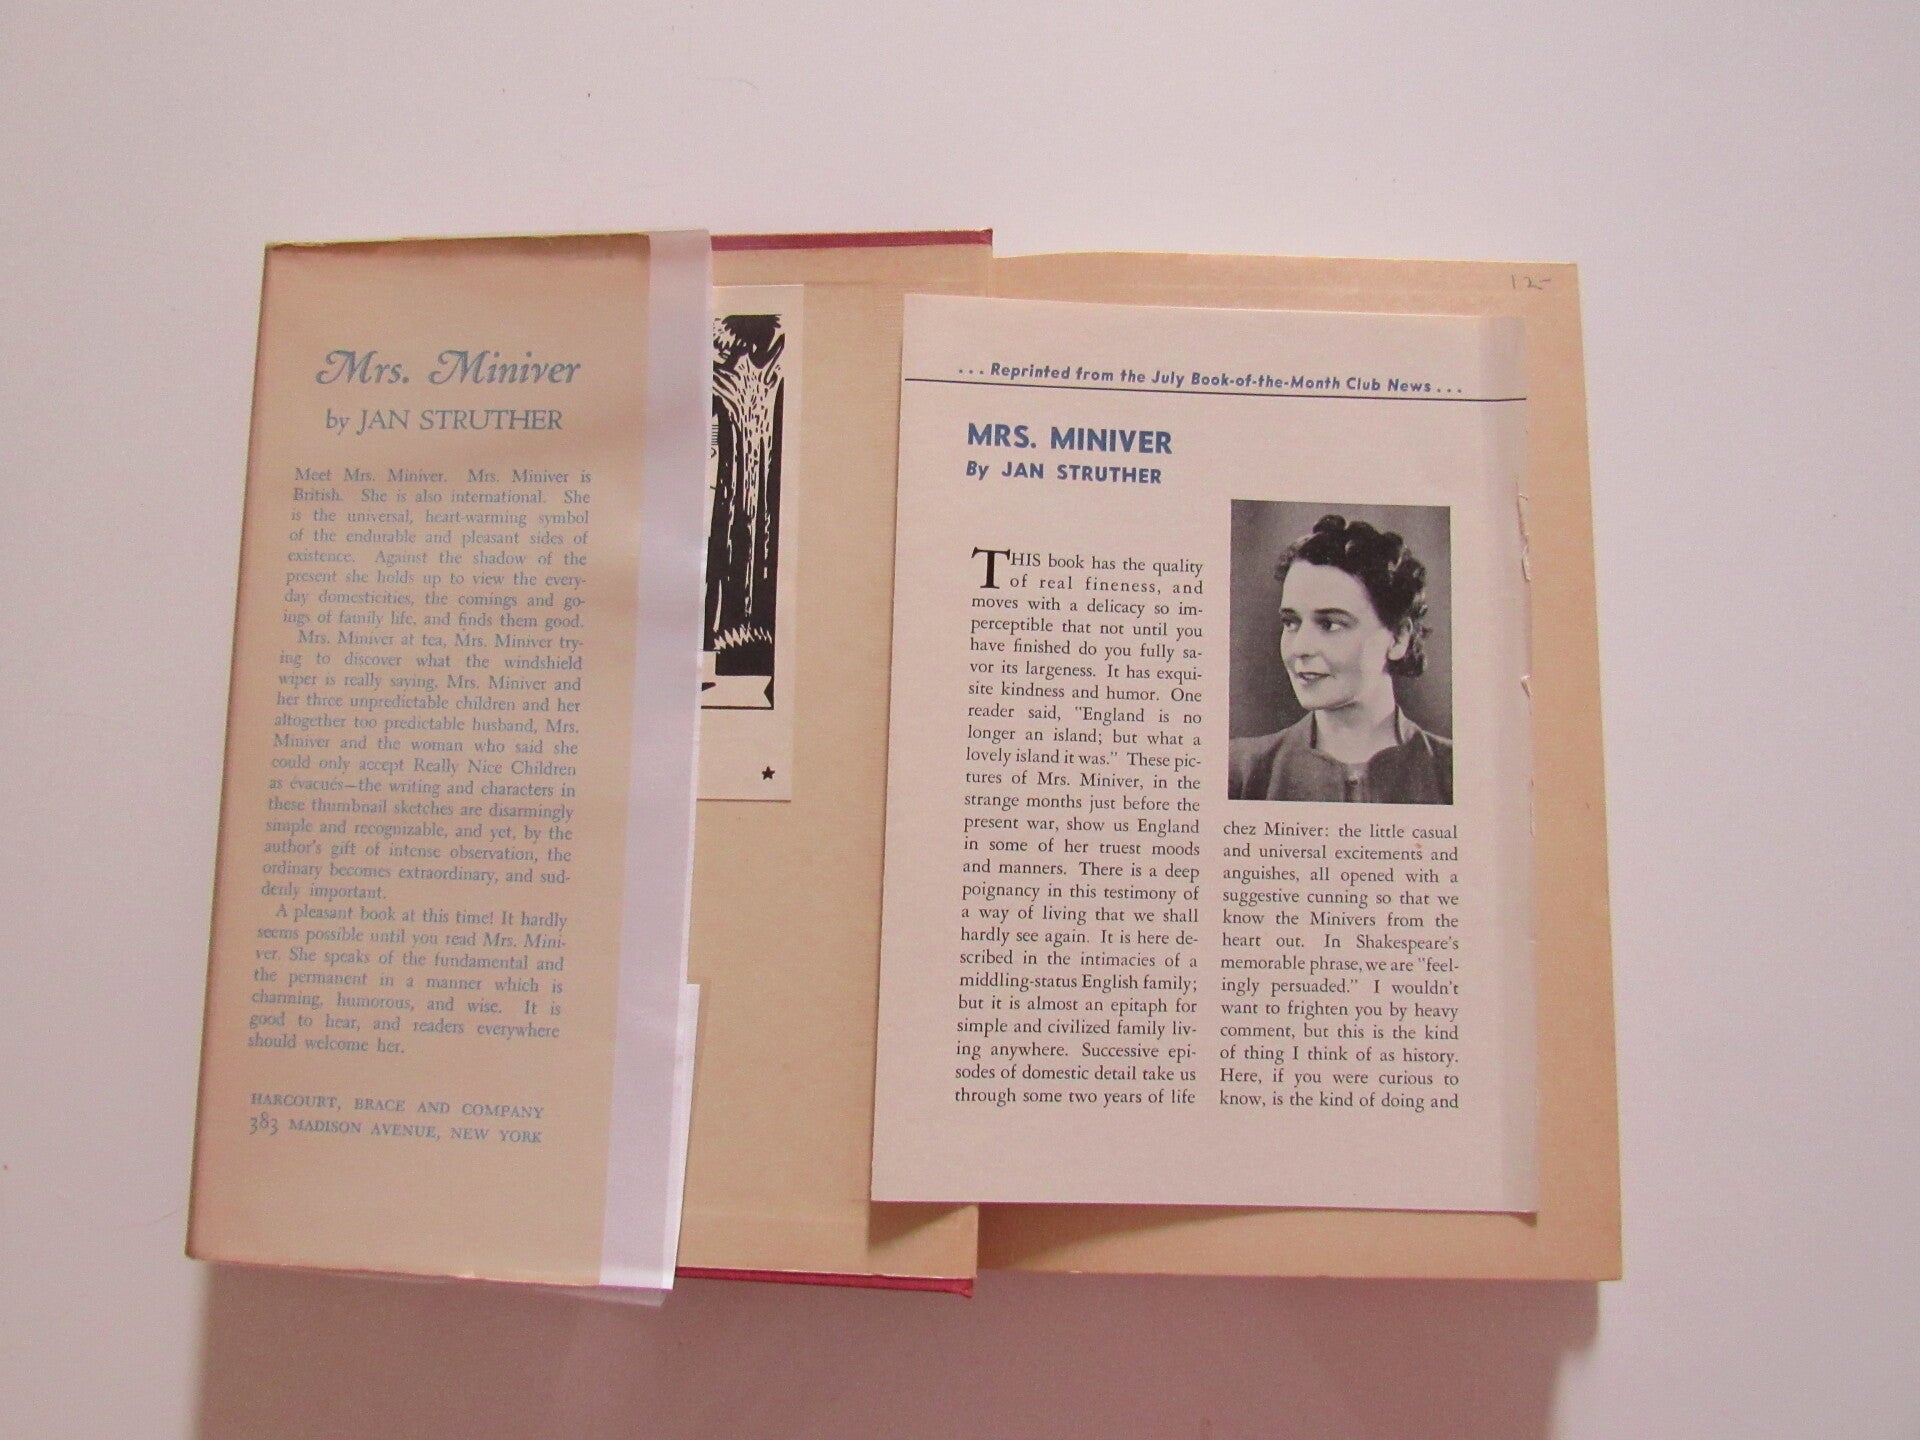 Mrs. Miniver
by JAN STRUTHER
Meet Mrs. Miniver. Mrs. Miniver is
British. She is also international. She
is the universal, heart-warming symbol
of the endurable and pleasant sides of
existence. Against the shadow of the
present she holds up to view the every-
day domesticities, the comings and go-
ings of family life, and finds them good.
Mrs. Miniver at tea, Mrs. Miniver try-
ing to discover what the windshield
wiper is really saying, Mrs. Miniver and
her three unpredictable children and her
altogether too predictable husband, Mrs.
Miniver and the woman who said she
could only accept Really Nice Children
as évacués—the writing and characters in
these thumbnail sketches are disarmingly
simple and recognizable, and yet, by the
author's gift of intense observation, the
ordinary becomes extraordinary, and sud-
denly important.
A pleasant book at this time! It hardly
seems possible until you read Mrs. Mini-
ver. She speaks of the fundamental and
the permanent in a manner which is
charming, humorous, and wise. It is
good to hear, and readers everywhere
should welcome her.
HARCOURT, BRACE AND COMPANY
383 MADISON AVENUE, NEW YORK
12-
. . . Reprinted from the July Book-of-the-Month Club News . . .
MRS. MINIVER
By JAN STRUTHER
THIS book has the quality
of real fineness, and
moves with a delicacy so im-
perceptible that not until you
have finished do you fully sa-
vor its largeness. It has exqui-
site kindness and humor. One
reader said, "England is no
longer an island; but what a
lovely island it was." These pic-
tures of Mrs. Miniver, in the
strange months just before the
present war, show us England
in some of her truest moods
and manners. There is a deep
poignancy in this testimony of
a way of living that we shall
hardly see again. It is here de-
scribed in the intimacies of a
middling-status English family;
but it is almost an epitaph for
simple and civilized family liv-
ing anywhere. Successive epi-
sodes of domestic detail take us
through some two years of life
chez Miniver: the little casual
and universal excitements and
anguishes, all opened with a
suggestive cunning so that we
know the Minivers from the
heart out. In Shakespeare's
memorable phrase, we are "feel-
ingly persuaded." I wouldn't
want to frighten you by heavy
comment, but this is the kind
of thing I think of as history.
Here, if you were curious to
know, is the kind of doing and